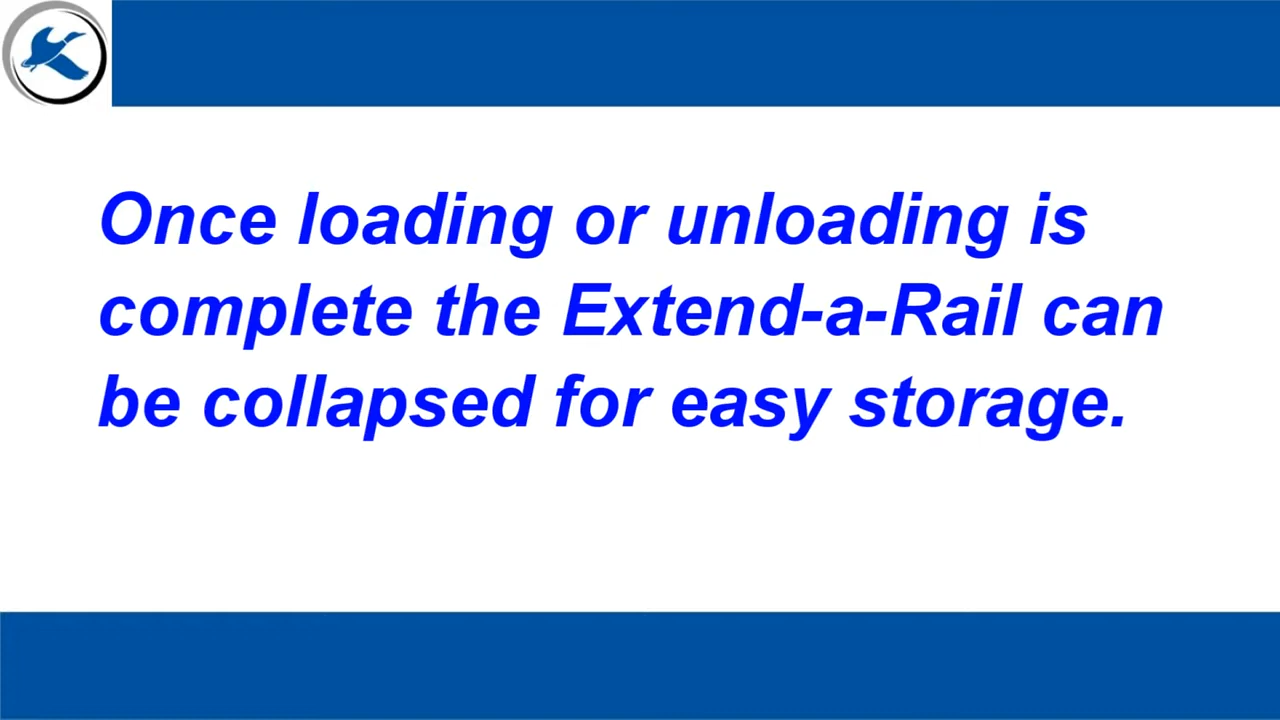 Once loading or unloading is
complete the Extend-a-Rail can
be collapsed for easy storage.